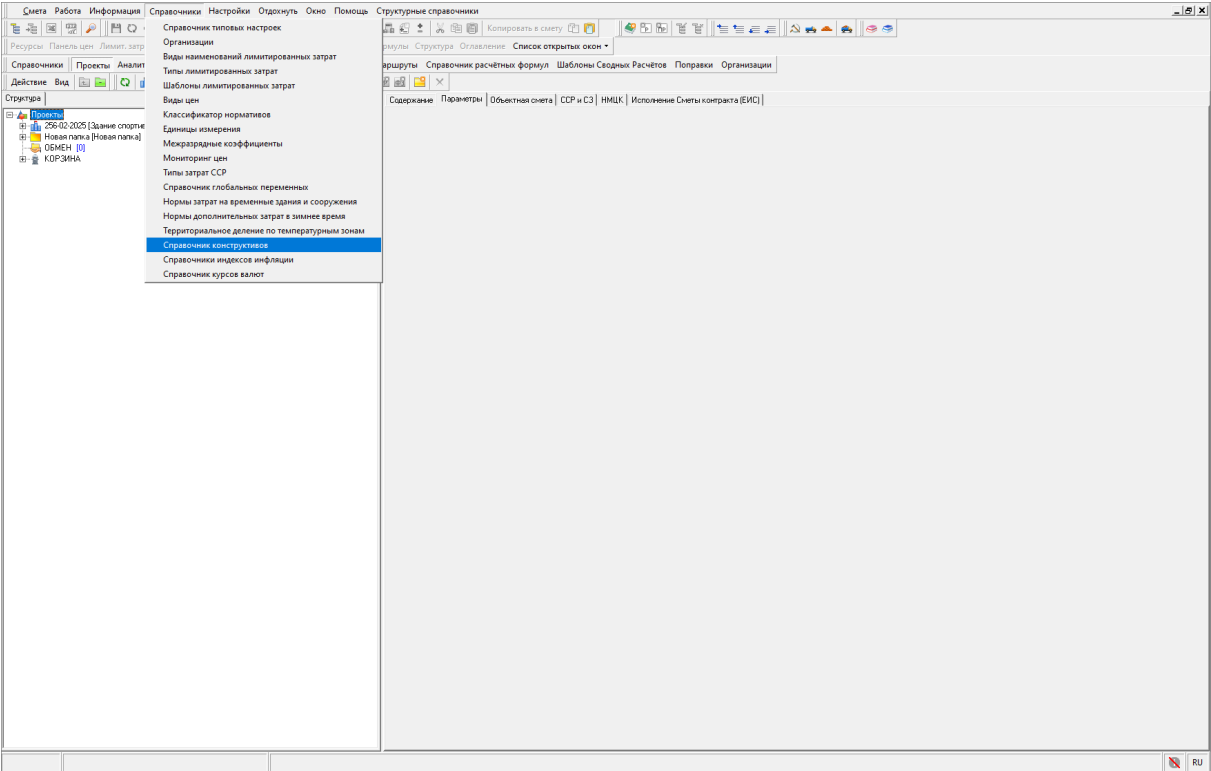 Смета Работа Информация Справочники Настройки Отдохнуть Окно Помощь Структурные справочники
Копировать в смету
Ресурсы Панель цен Лимит. затр
Структура Оглавление Список открытых окон
Справочники Проекты
Справочник расчётных формул Шаблоны Сводных Расчётов Поправки Организации
Действие Вид
Структура
Содержание Параметры Объектная смета ССР и СЗ НМЦК Исполнение Сметы контракта (ЕИС)
Проекты
256-02-2025 [Здание спортив
Новая папка [Новая папка]
ОБМЕН [0]
КОРЗИНА
Справочник типовых настроек
Организации
Виды наименований лимитированных затрат
Типы лимитированных затрат
Шаблоны лимитированных затрат
Виды цен
Классификатор нормативов
Единицы измерения
Межразрядные коэффициенты
Мониторинг цен
Типы затрат ССР
Справочник глобальных переменных
Нормы затрат на временные здания и сооружения
Нормы дополнительных затрат в зимнее время
Территориальное деление по температурным зонам
Справочник конструктивов
Справочники индексов инфляции
Справочник курсов валют
RU